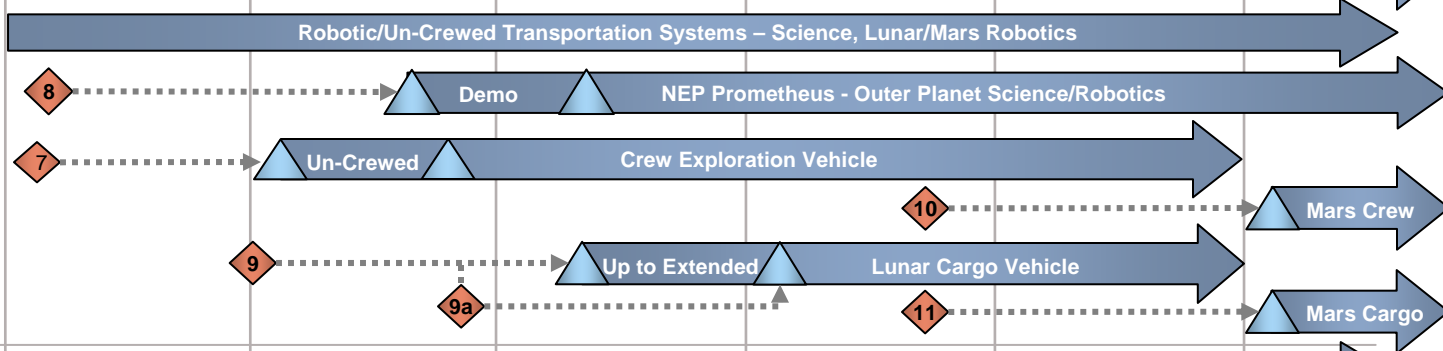 Robotic/Un-Crewed Transportation Systems – Science, Lunar/Mars Robotics
8
Demo
NEP Prometheus - Outer Planet Science/Robotics
7
Un-Crewed
Crew Exploration Vehicle
10
Mars Crew
9
Up to Extended
Lunar Cargo Vehicle
9a
11
Mars Cargo